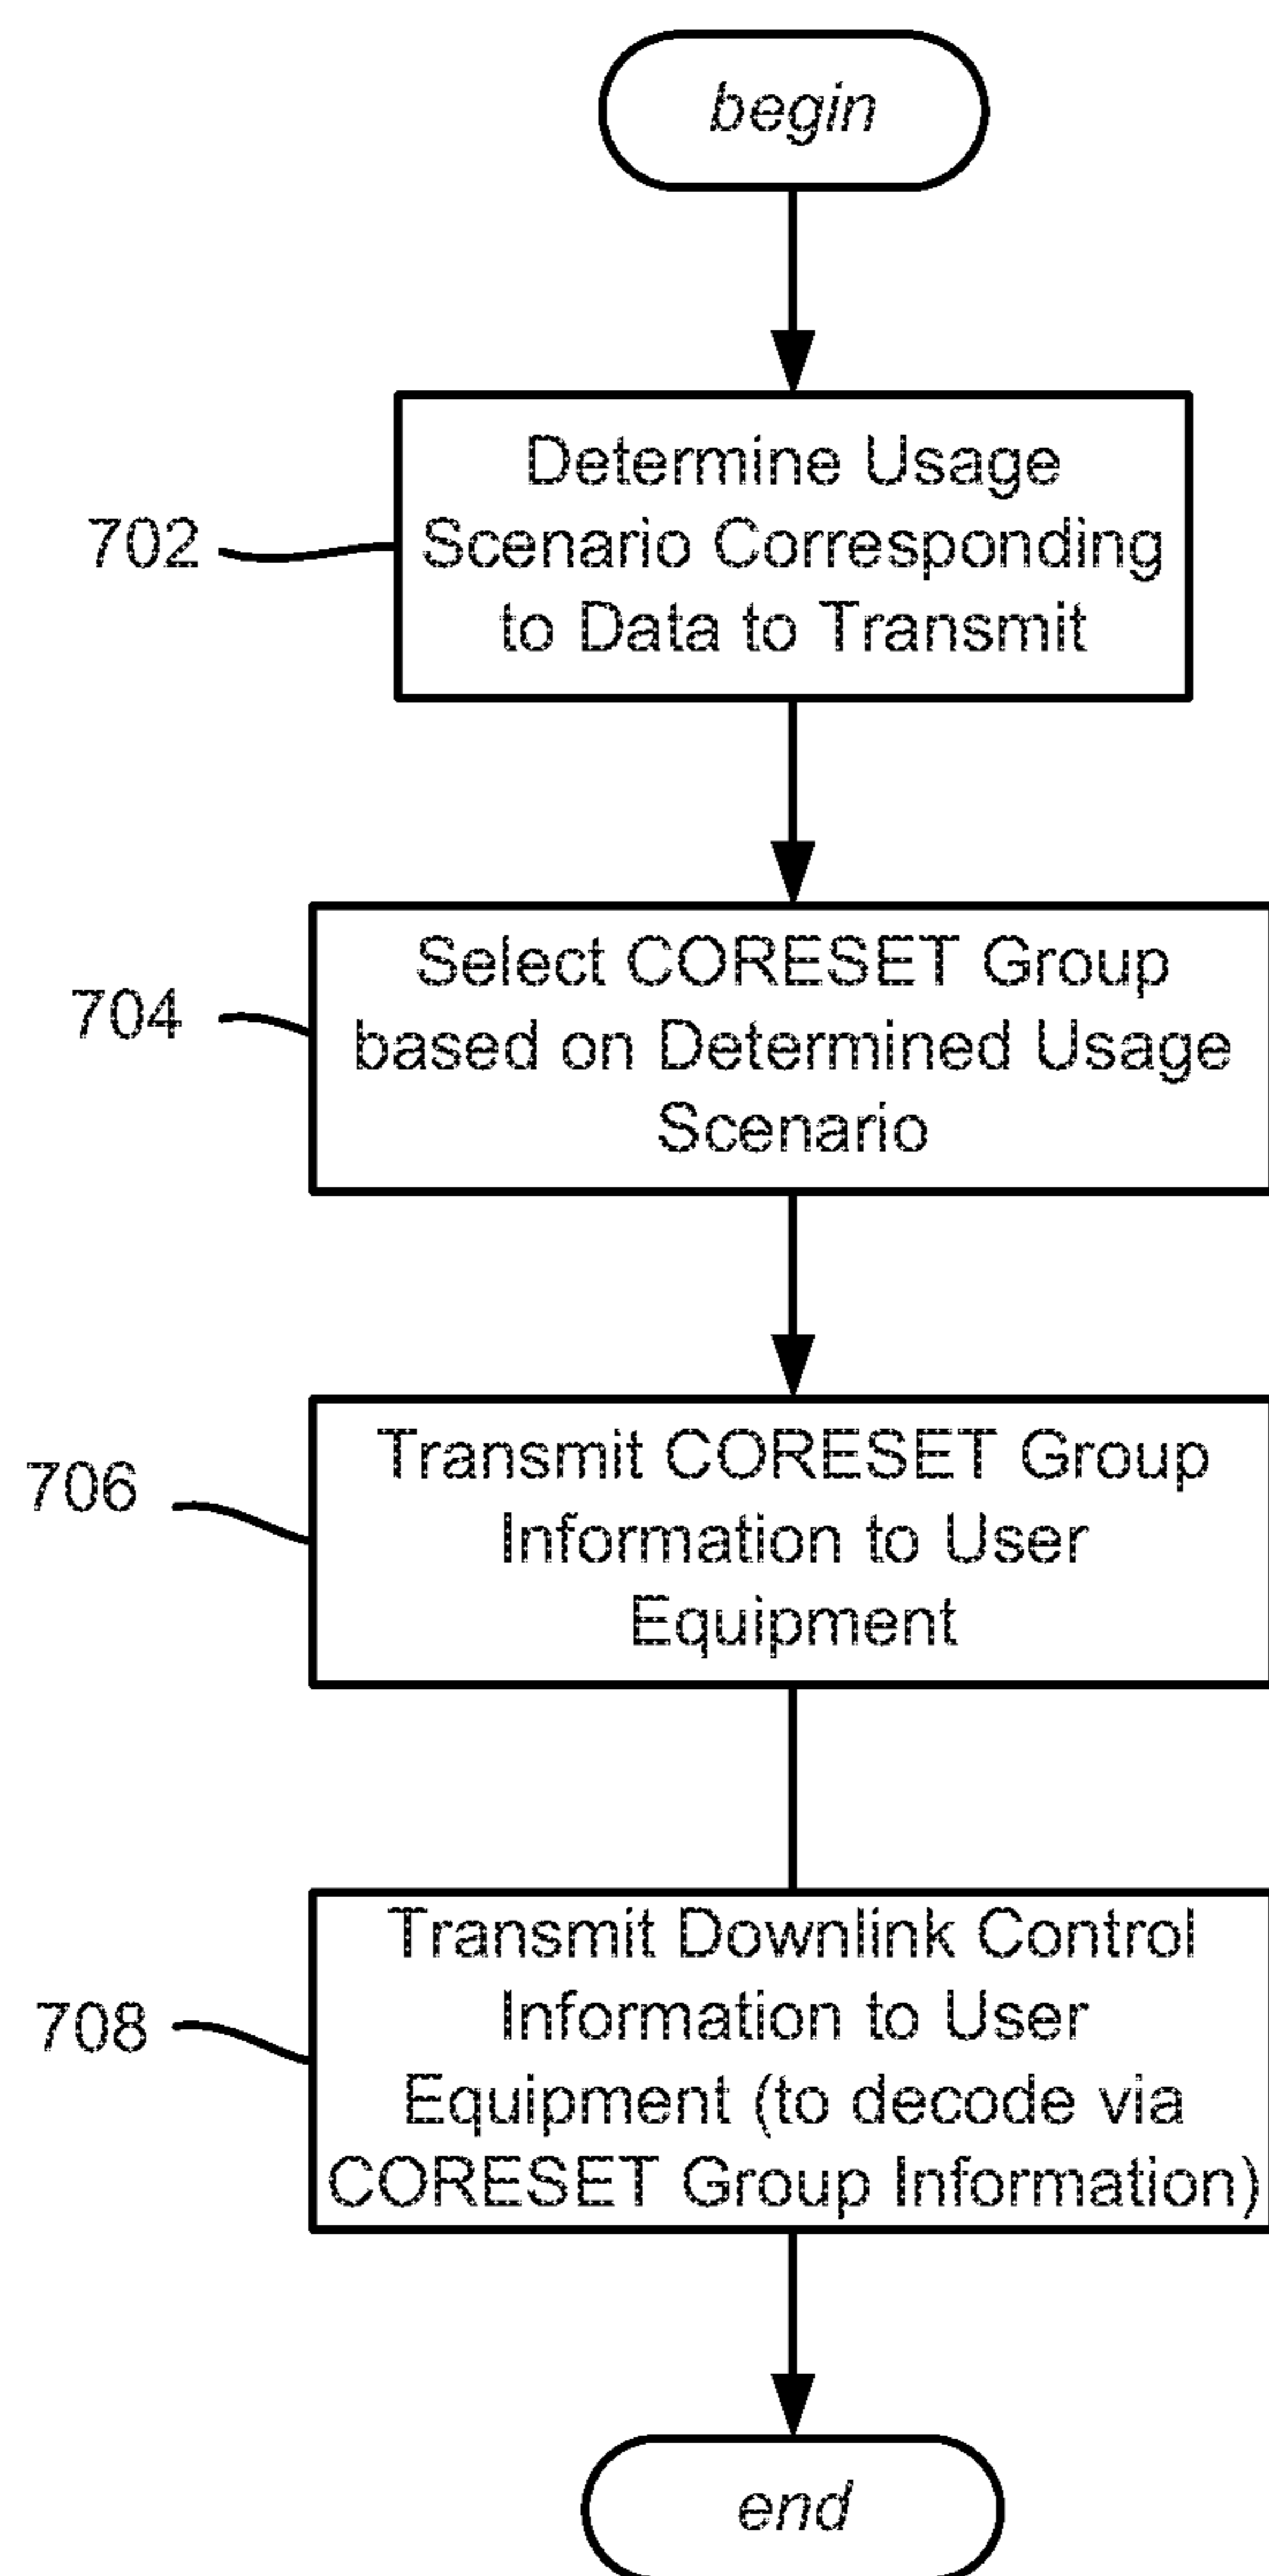 begin
702
Determine Usage
Scenario Corresponding
to Data to Transmit
704
Select CORESET Group
based on Determined Usage
Scenario
706
Transmit CORESET Group
Information to User
Equipment
708
Transmit Downlink Control
Information to User
Equipment (to decode via
CORESET Group Information)
end